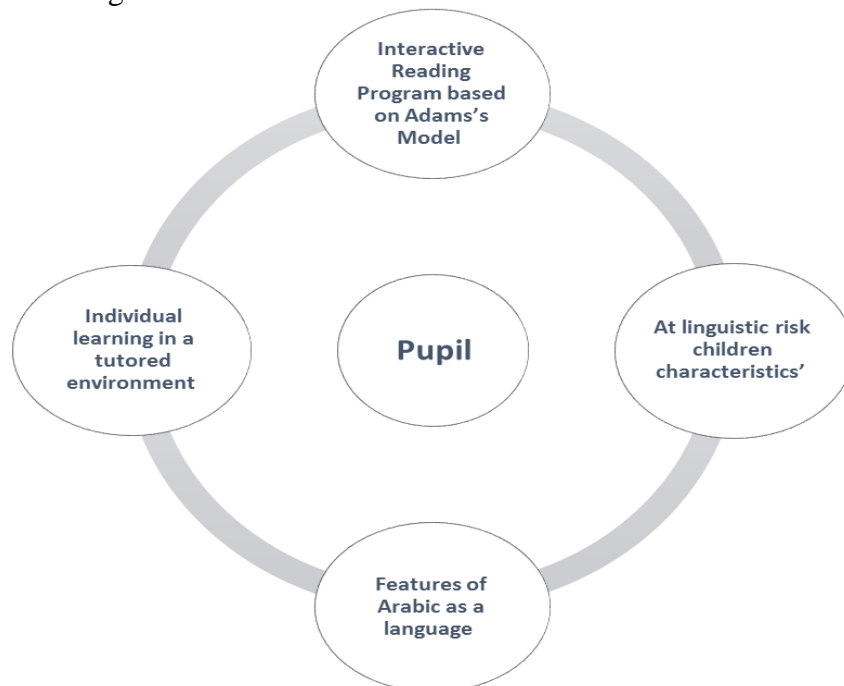 Interactive
Reading
Program based
on Adams's
Model
Individual
learning in a
tutored
environment
Pupil
At linguistic risk
children
characteristics’
Features of
Arabic as a
language